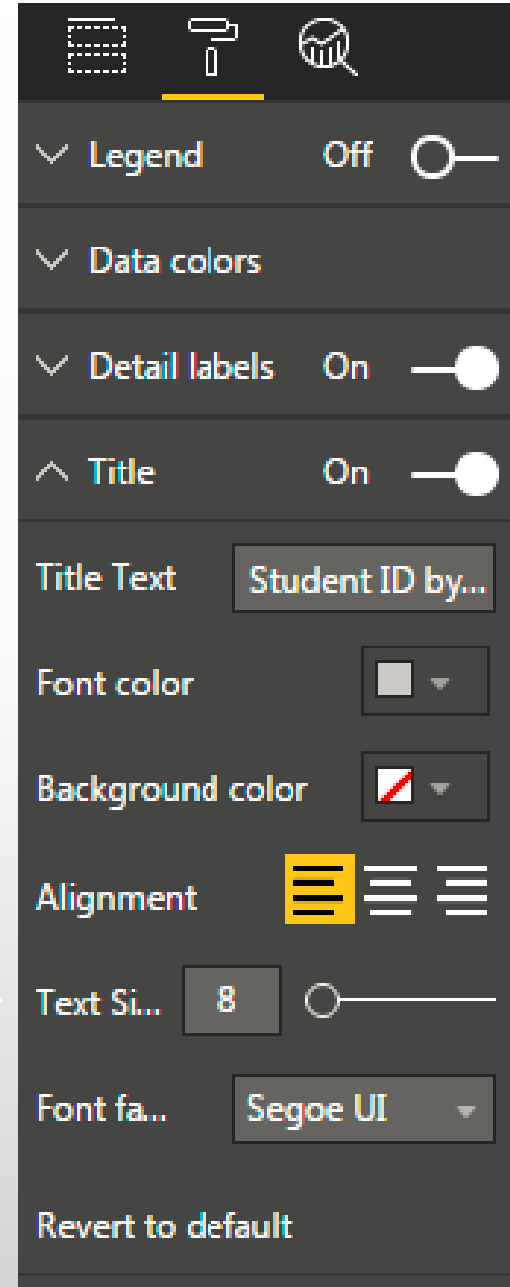 Legend Off
Data colors
Detail labels On
Title On
Title Text Student ID by...
Font color
Background color
Alignment
Text Si... 8
Font fa... Segoe UI
Revert to default